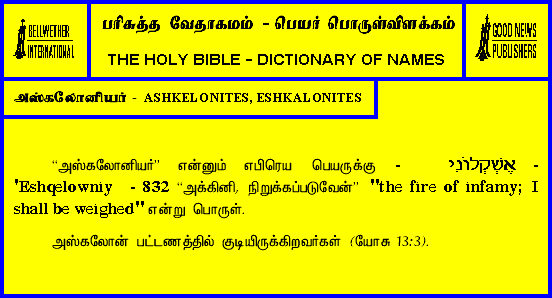 BELLWETHER
INTERNATIONAL
பரிசுத்த வேதாகமம் - பெயர் பொருள்விளக்கம்
THE HOLY BIBLE - DICTIONARY OF NAMES
GOOD NEWS
PUBLISHERS
அஸ்கலோனியர் - ASHKELONITES, ESHKALONITES
“அஸ்கலோனியர்” என்னும் எபிரெய பெயருக்கு - אֶשְׁקְלוֹנִי -
'Eshqelowniy - 832 “அக்கினி, நிறுக்கப்படுவேன்” "the fire of infamy; I
shall be weighed" என்று பொருள்.
அஸ்கலோன் பட்டணத்தில் குடியிருக்கிறவர்கள் (யோசு 13:3).